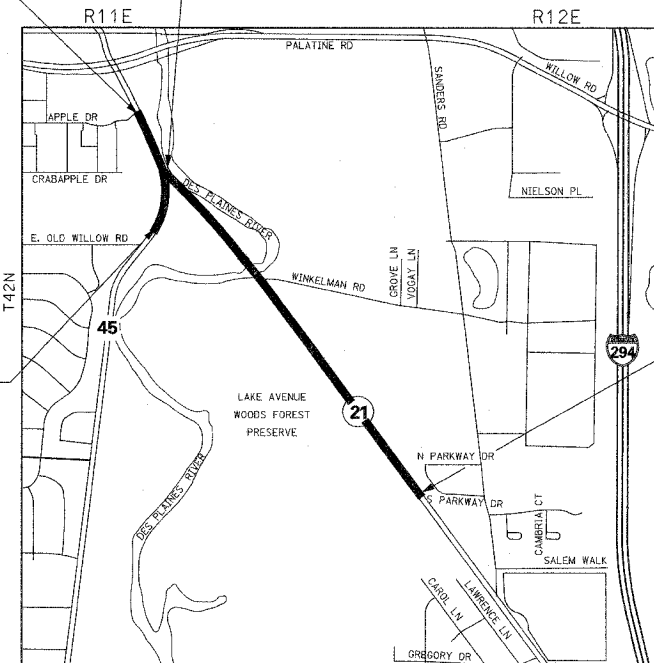 R11E
R12E
PALATINE RD
WILLOW RD
SANDERS RD
APPLE DR
CRABAPPLE DR
NIELSON PL
DES PLAINES RIVER
E. OLD WILLOW RD
GROVE LN
VOGAY LN
WINKELMAN RD
T42N
45
294
LAKE AVENUE
WOODS FOREST
PRESERVE
21
N PARKWAY DR
S PARKWAY DR
DES PLAINES RIVER
CAMBRIA CT
SALEM WALK
CAROL LN
LAWRENCE LN
GREGORY DR